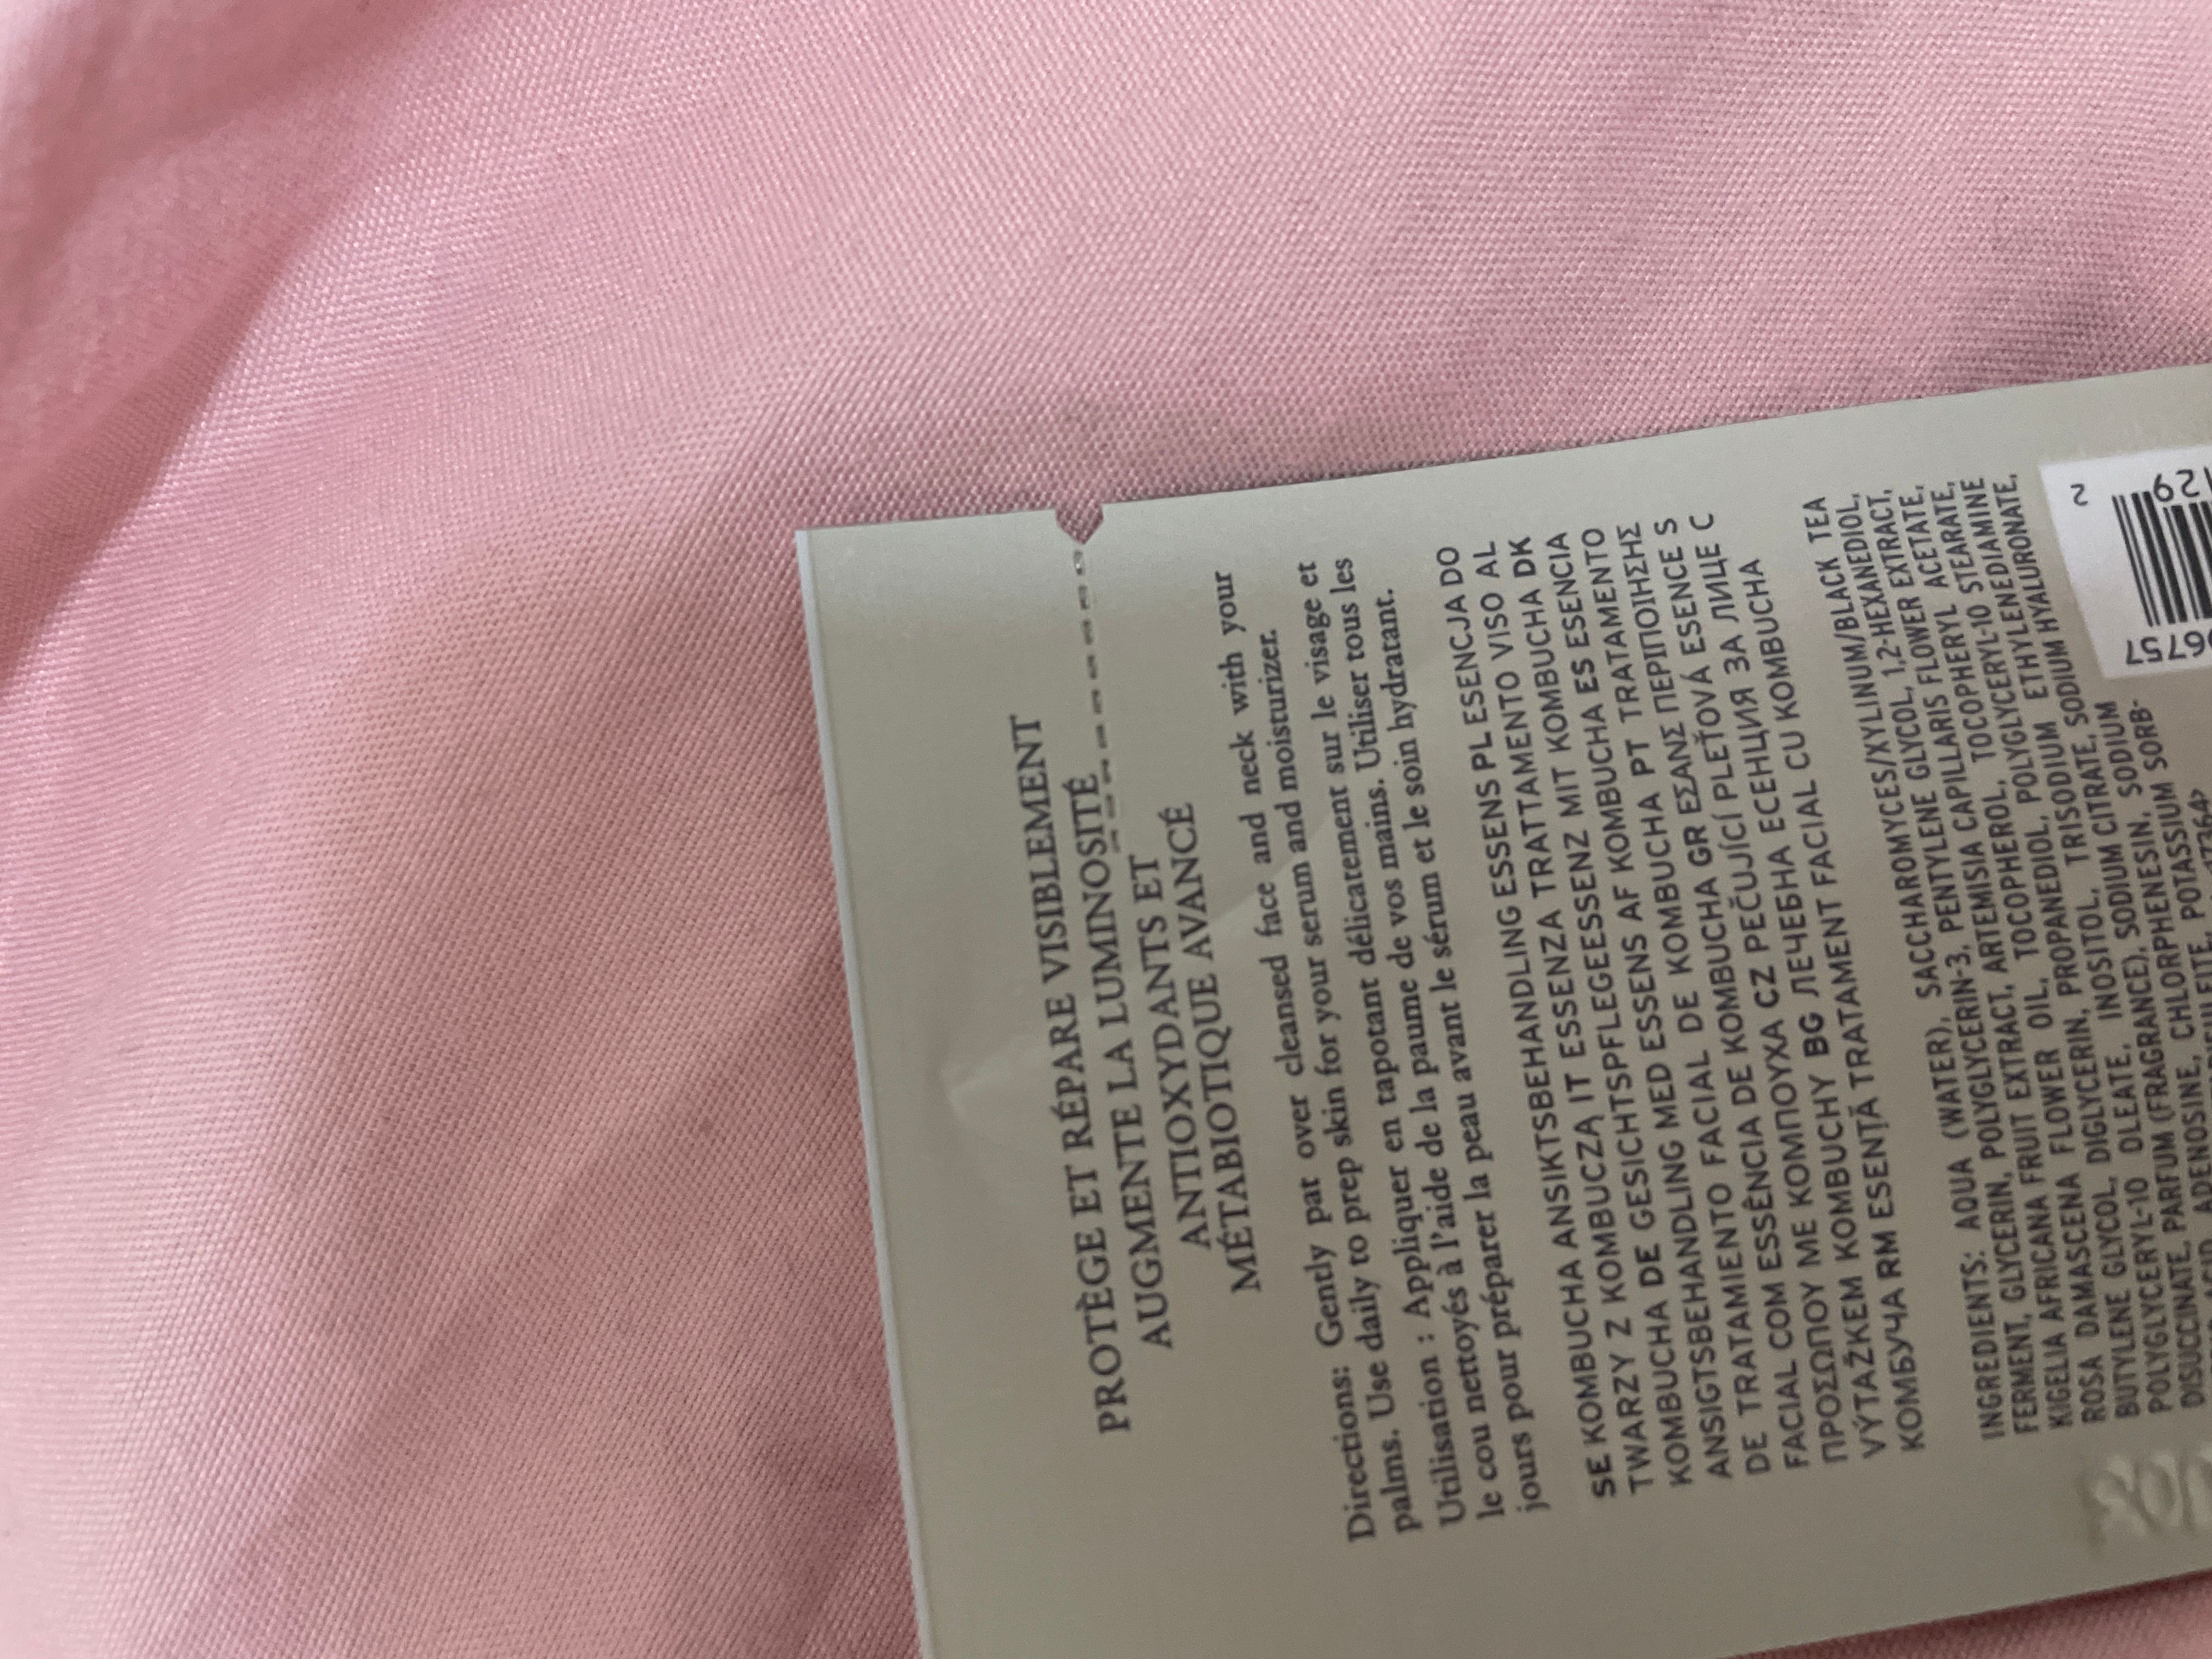 PROTÈGE ET RÉPARE VISIBLEMENT
AUGMENTE LA LUMINOSITÉ
ANTIOXYDANTS ET
MÉTABIOTIQUE AVANCÉ
Directions: Gently pat over cleansed face and neck with your
palms. Use daily to prep skin for your serum and moisturizer.
Utilisation : Appliquer en tapotant délicatement sur le visage et
le cou nettoyés à l'aide de la paume de vos mains. Utiliser tous les
jours pour préparer la peau avant le sérum et le soin hydratant.
SE KOMBUCHA ANSIKTSBEHANDLING ESSENS PL ESENCJA DO
TWARZY Z KOMBUCZĄ IT ESSENZA TRATTAMENTO VISO AL
KOMBUCHA DE GESICHTSPFLEGEESSENZ MIT KOMBUCHA DK
ANSIGTSBEHANDLING MED ESSENS AF KOMBUCHA ES ESENCIA
DE TRATAMIENTO FACIAL DE KOMBUCHA PT TRATAMENTO
FACIAL COM ESSÊNCIA DE KOMBUCHA GR ΕΣΑΝΣ ΠΕΡΙΠΟΙΗΣΗΣ
ΠΡΟΣΩΠΟΥ ΜΕ ΚΟΜΠΟΥΧΑ CZ PEČUJÍCÍ PLEŤOVÁ ESENCE S
VÝTAŽKEM KOMBUCHY BG ЛЕЧЕБНА ЕСЕНЦИЯ ЗА ЛИЦЕ С
КОМБУЧА RM ESENȚĂ TRATAMENT FACIAL CU KOMBUCHA
INGREDIENTS: AQUA (WATER), SACCHAROMYCES/XYLINUM/BLACK TEA
FERMENT, GLYCERIN, POLYGLYCERIN-3, PENTYLENE GLYCOL, 1,2-HEXANEDIOL,
KIGELIA AFRICANA FRUIT EXTRACT, ARTEMISIA CAPILLARIS FLOWER EXTRACT,
ROSA DAMASCENA FLOWER OIL, TOCOPHEROL, TOCOPHERYL ACETATE,
BUTYLENE GLYCOL, DIGLYCERIN, PROPANEDIOL, POLYGLYCERYL-10 STEARATE,
POLYGLYCERYL-10 OLEATE, INOSITOL, TRISODIUM ETHYLENEDIAMINE
DISUCCINATE, PARFUM (FRAGRANCE), SODIUM CITRATE, SODIUM HYALURONATE,
ADENOSINE, CHLORPHENESIN, SODIUM
POTASSIUM SORB-
2